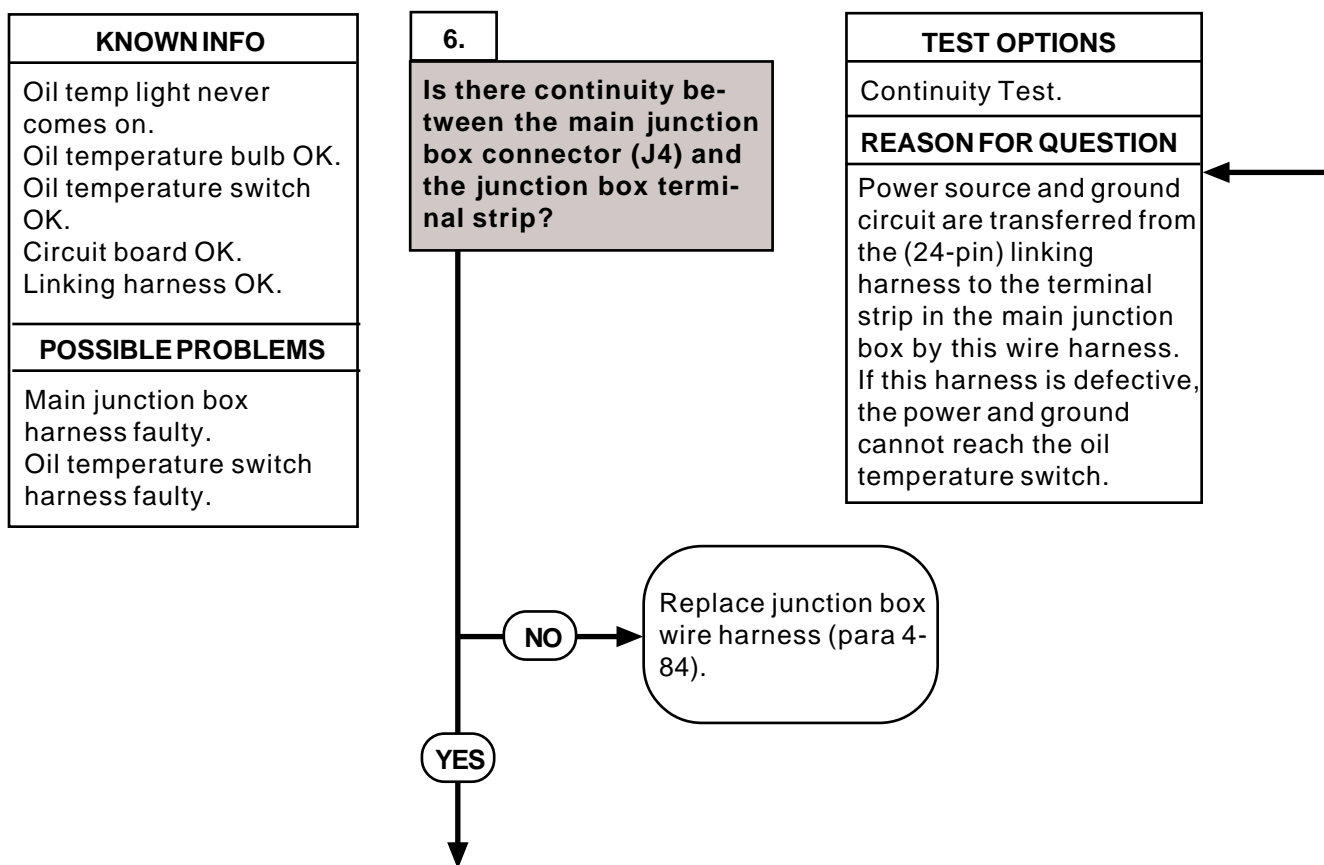 KNOWN INFO
Oil temp light never
comes on.
Oil temperature bulb OK.
Oil temperature switch
OK.
Circuit board OK.
Linking harness OK.
POSSIBLE PROBLEMS
Main junction box
harness faulty.
Oil temperature switch
harness faulty.
6.
Is there continuity be-
tween the main junction
box connector (J4) and
the junction box termi-
nal strip?
TEST OPTIONS
Continuity Test.
REASON FOR QUESTION
Power source and ground
circuit are transferred from
the (24-pin) linking
harness to the terminal
strip in the main junction
box by this wire harness.
If this harness is defective,
the power and ground
cannot reach the oil
temperature switch.
NO
Replace junction box
wire harness (para 4-
84).
YES